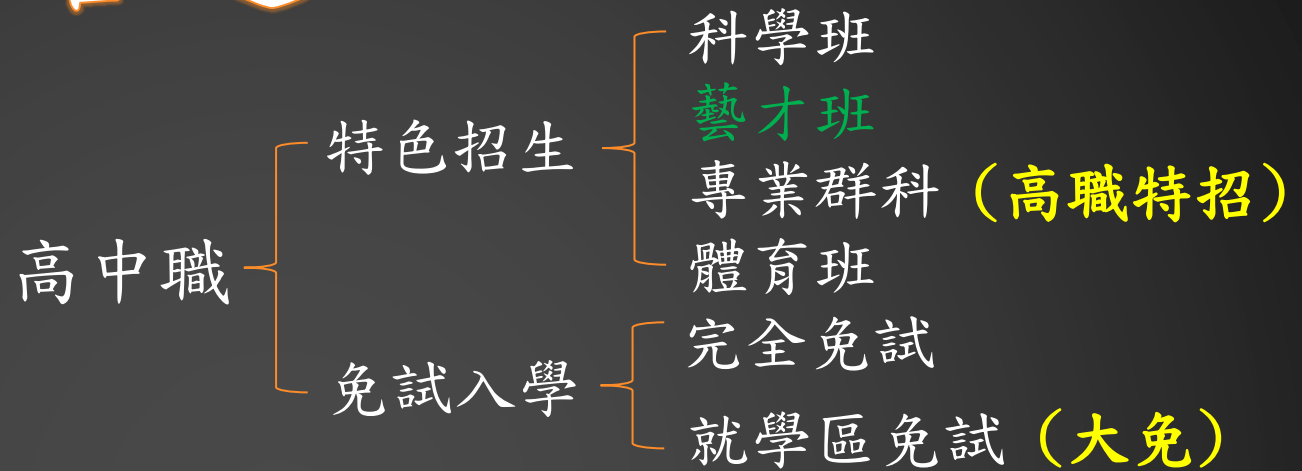 科學班
藝才班
特色招生
專業群科（高職特招）
體育班
高中職
完全免試
免試入學
就學區免試（大免）